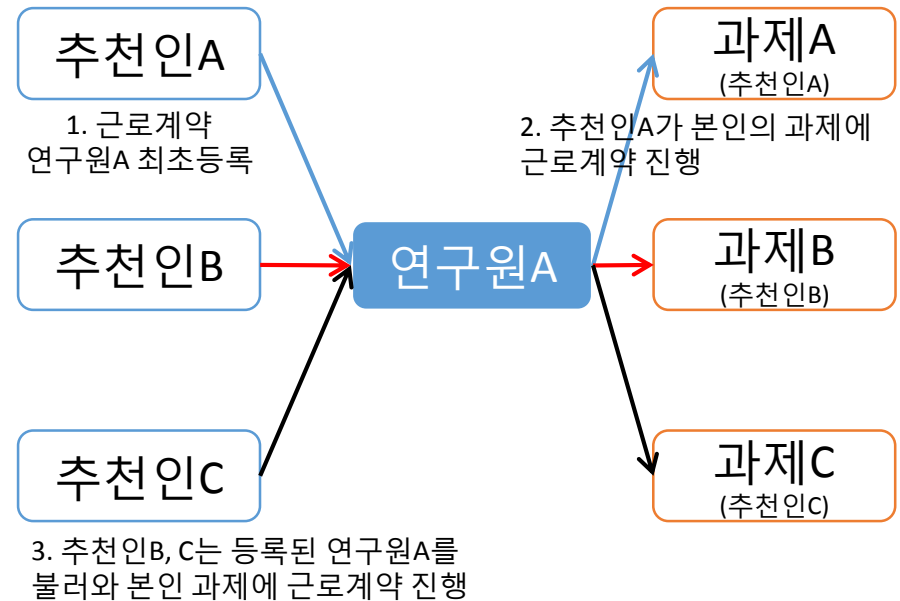 추천인A
과제A
(추천인A)
1. 근로계약
연구원A 최초등록
2. 추천인A가 본인의 과제에
근로계약 진행
추천인B
연구원A
과제B
(추천인B)
추천인C
과제C
(추천인C)
3. 추천인B, C는 등록된 연구원A를
불러와 본인 과제에 근로계약 진행